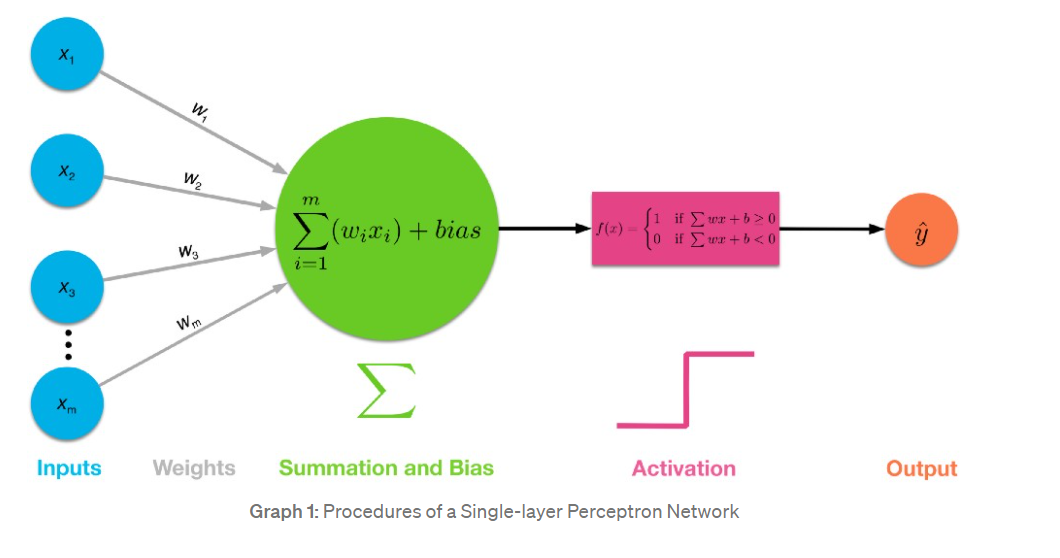 x₁
w₁
x₂
w₂
x₃
w₃
xₘ
wₘ
m
∑(wᵢxᵢ) + bias
i=1
f(x) = {1 if ∑ wx + b ≥ 0
0 if ∑ wx + b < 0
ŷ
∑
Inputs Weights Summation and Bias Activation Output
Graph 1: Procedures of a Single-layer Perceptron Network